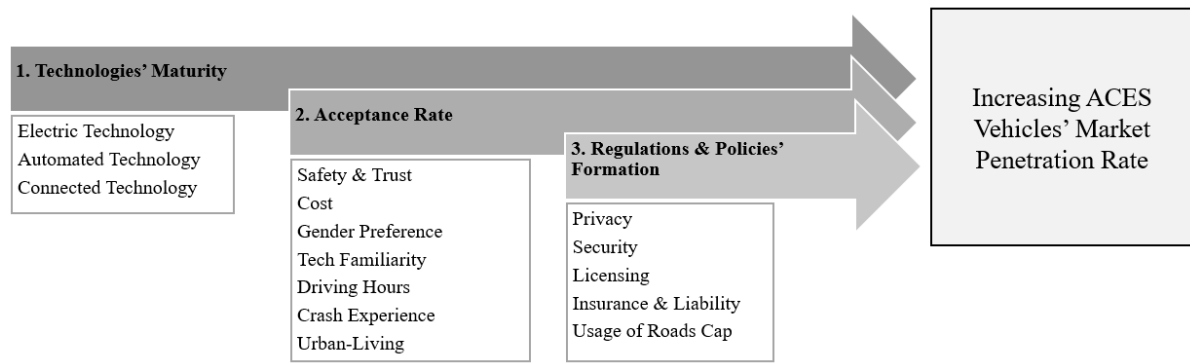 1. Technologies’ Maturity
Electric Technology
Automated Technology
Connected Technology
2. Acceptance Rate
Safety & Trust
Cost
Gender Preference
Tech Familiarity
Driving Hours
Crash Experience
Urban-Living
3. Regulations & Policies’
Formation
Privacy
Security
Licensing
Insurance & Liability
Usage of Roads Cap
Increasing ACES
Vehicles’ Market
Penetration Rate